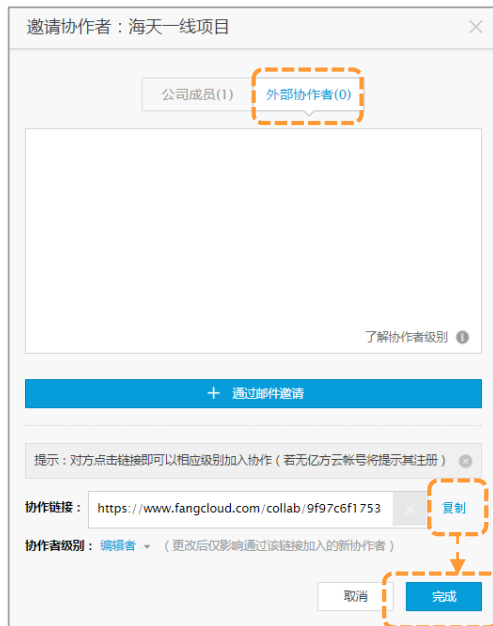 邀请协作者：海天一线项目
公司成员(1) 外部协作者(0)
了解协作者级别
+ 通过邮件邀请
提示：对方点击链接即可以相应级别加入协作（若无亿方云帐号将提示其注册）
协作链接： https://www.fangcloud.com/collab/9f97c6f1753 复制
协作者级别： 编辑者 （更改后仅影响通过该链接加入的新协作者）
取消 完成